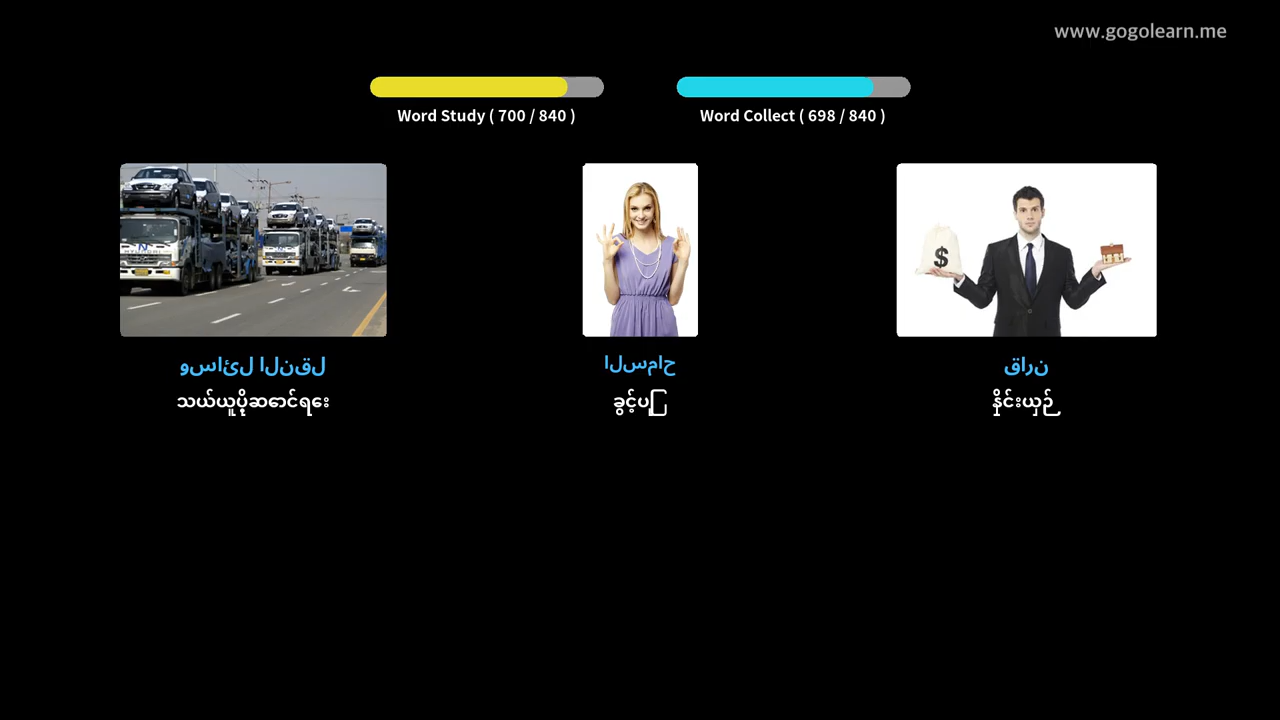 www.gogolearn.me
Word Study ( 700 / 840 )
Word Collect ( 698 / 840 )
$
وسائل النقل
السماح
قارن
သယ်ယူပို့ဆောင်ရေး
ခွင့်ပြု
နှိုင်းယှဉ်